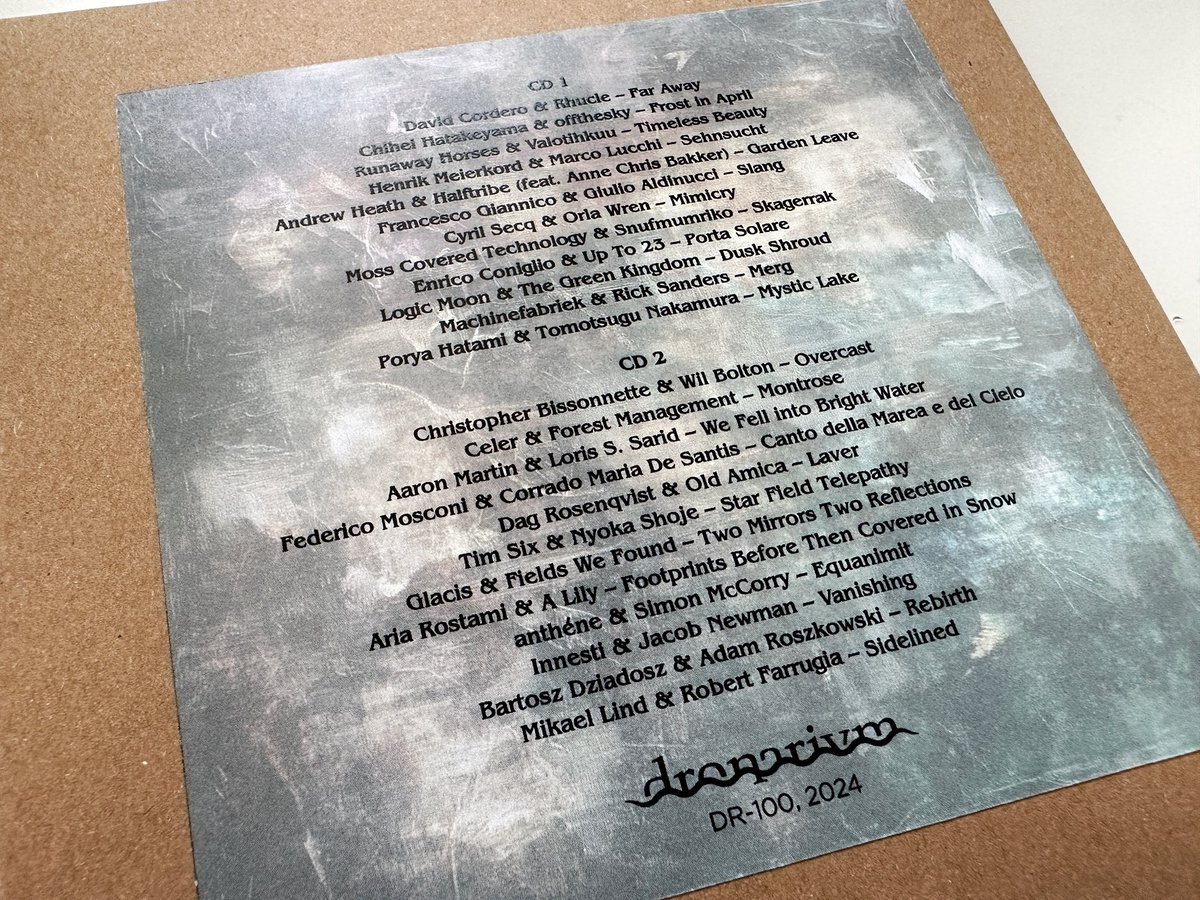 CD 1
David Cordero & Rhucle – Far Away
Chihei Hatakeyama & offthesky – Frost in April
Runaway Horses & Valotihkuu – Timeless Beauty
Henrik Meierkord & Marco Lucchi – Sehnsucht
Andrew Heath & Halftribe (feat. Anne Chris Bakker) – Garden Leave
Francesco Giannico & Giulio Aldinucci – Slang
Cyril Secq & Orla Wren – Mimicry
Moss Covered Technology & Snufmumriko – Skagerrak
Enrico Coniglio & Up To 23 – Porta Solare
Logic Moon & The Green Kingdom – Dusk Shroud
Machinefabriek & Rick Sanders – Merg
Porya Hatami & Tomotsugu Nakamura – Mystic Lake
CD 2
Christopher Bissonnette & Wil Bolton – Overcast
Celer & Forest Management – Montrose
Aaron Martin & Loris S. Sarid – We Fell into Bright Water
Federico Mosconi & Corrado Maria De Santis – Canto della Marea e del Cielo
Dag Rosenqvist & Old Amica – Laver
Tim Six & Nyoka Shoje – Star Field Telepathy
Glacis & Fields We Found – Two Mirrors Two Reflections
Aria Rostami & A Lily – Footprints Before Then Covered in Snow
anthéne & Simon McCorry – Equanimit
Innesti & Jacob Newman – Vanishing
Bartosz Dziadosz & Adam Roszkowski – Rebirth
Mikael Lind & Robert Farrugia – Sidelined
dronarivm
DR-100, 2024